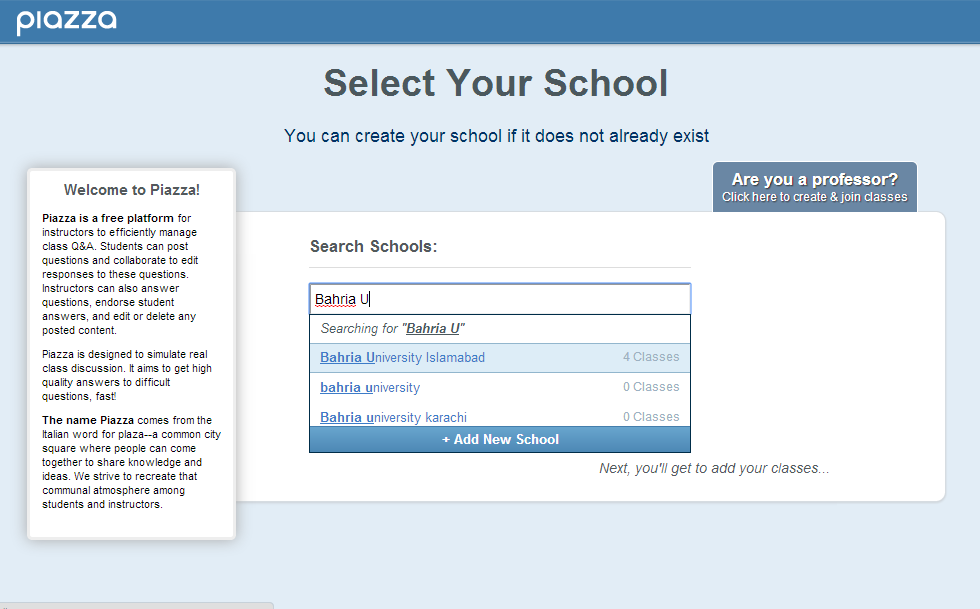 piazza
Select Your School
You can create your school if it does not already exist
Welcome to Piazza!
Piazza is a free platform for
instructors to efficiently manage
class Q&A. Students can post
questions and collaborate to edit
responses to these questions.
Instructors can also answer
questions, endorse student
answers, and edit or delete any
posted content.
Piazza is designed to simulate real
class discussion. It aims to get high
quality answers to difficult
questions, fast!
The name Piazza comes from the
Italian word for plaza--a common city
square where people can come
together to share knowledge and
ideas. We strive to recreate that
communal atmosphere among
students and instructors.
Are you a professor?
Click here to create & join classes
Search Schools:
Bahria U
Searching for "Bahria U"
Bahria University Islamabad 4 Classes
bahria university 0 Classes
Bahria university karachi 0 Classes
+ Add New School
Next, you'll get to add your classes...